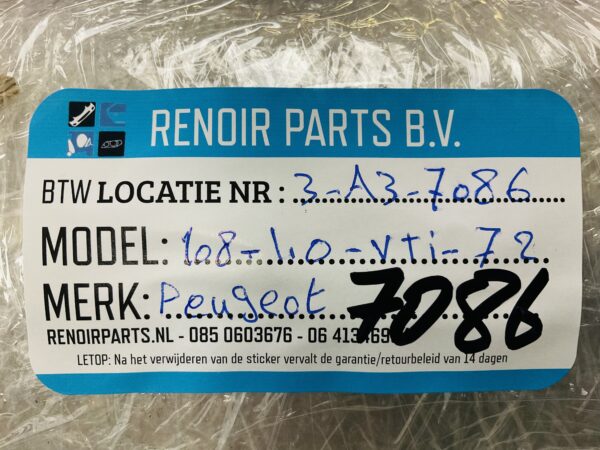 RENOIR PARTS B.V.
BTW LOCATIE NR : 3-A3-7086
MODEL: 108-1.0-VTi-72
MERK: Peugeot 7086
RENOIRPARTS.NL - 085 0603676 - 06
LETOP: Na het verwijderen van de sticker vervalt de garantie/retourbeleid van 14 dagen